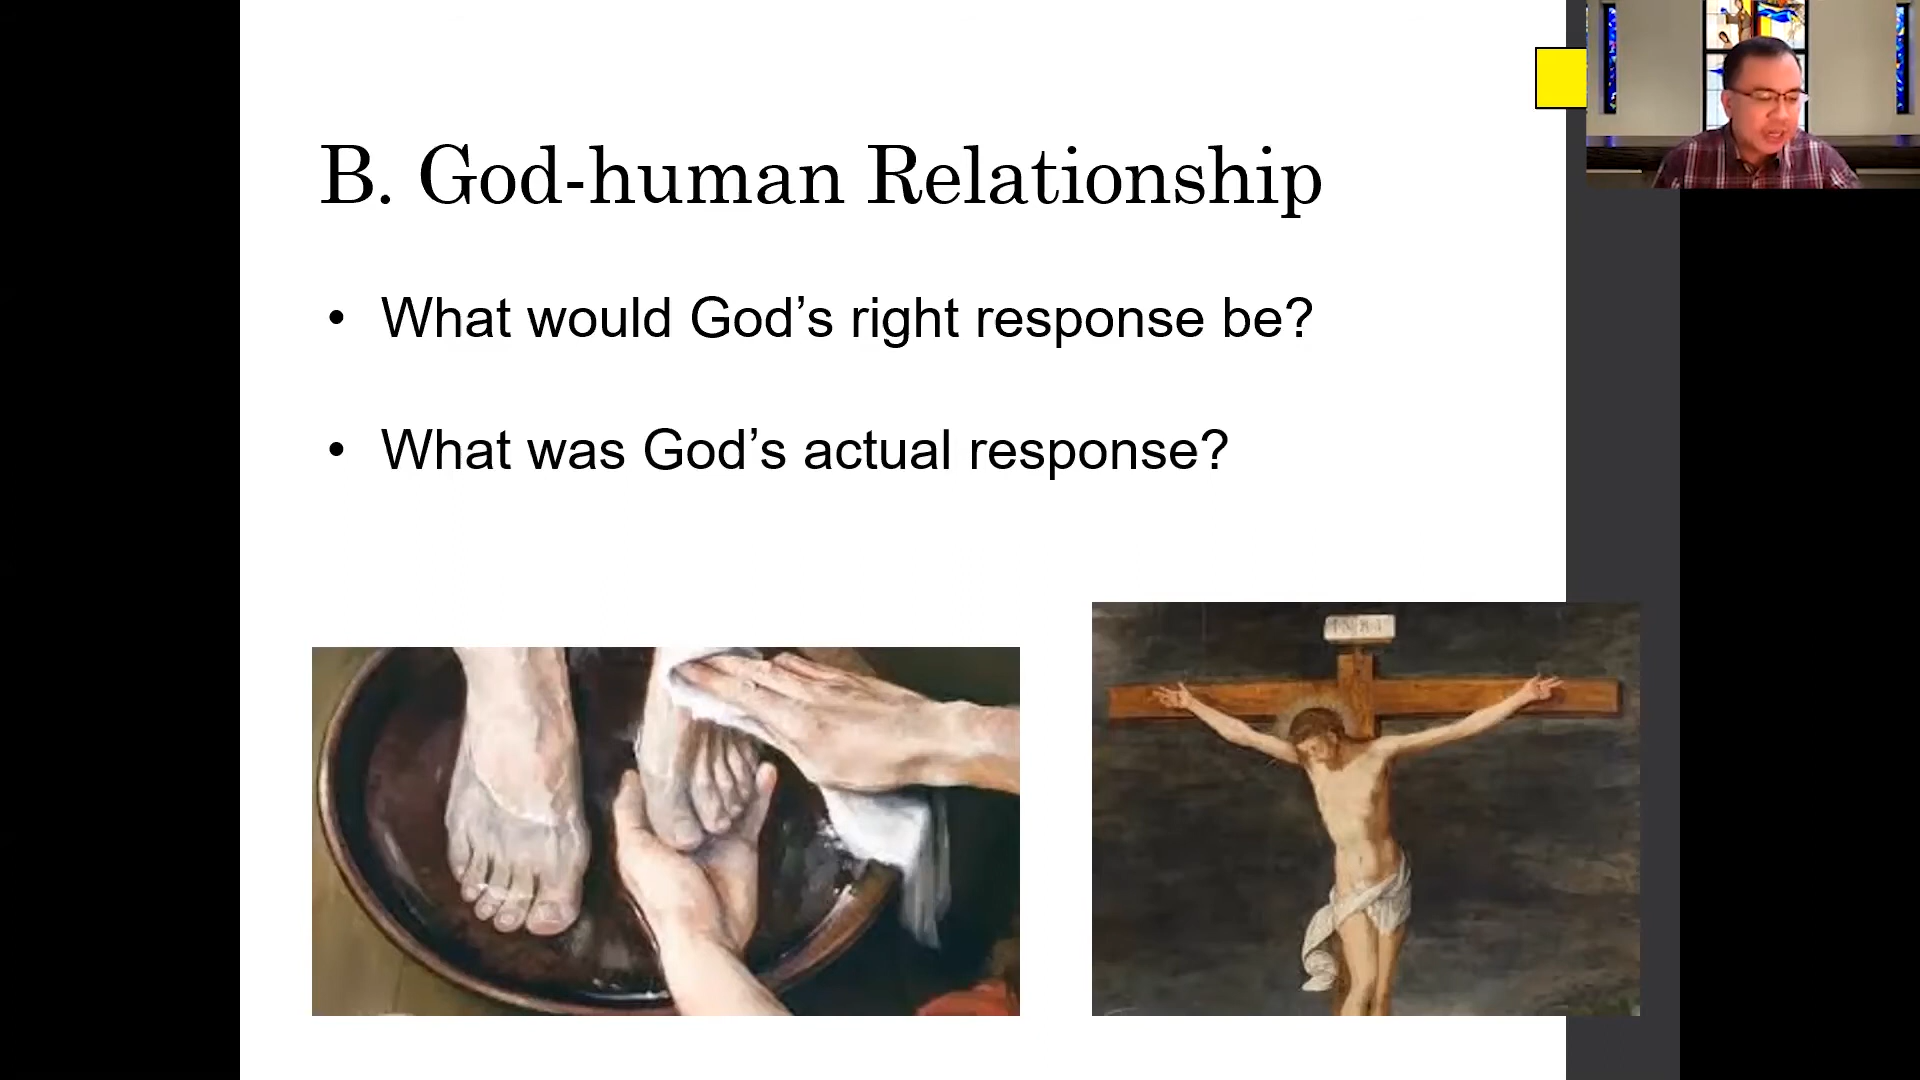 B. God-human Relationship
• What would God’s right response be?
• What was God’s actual response?